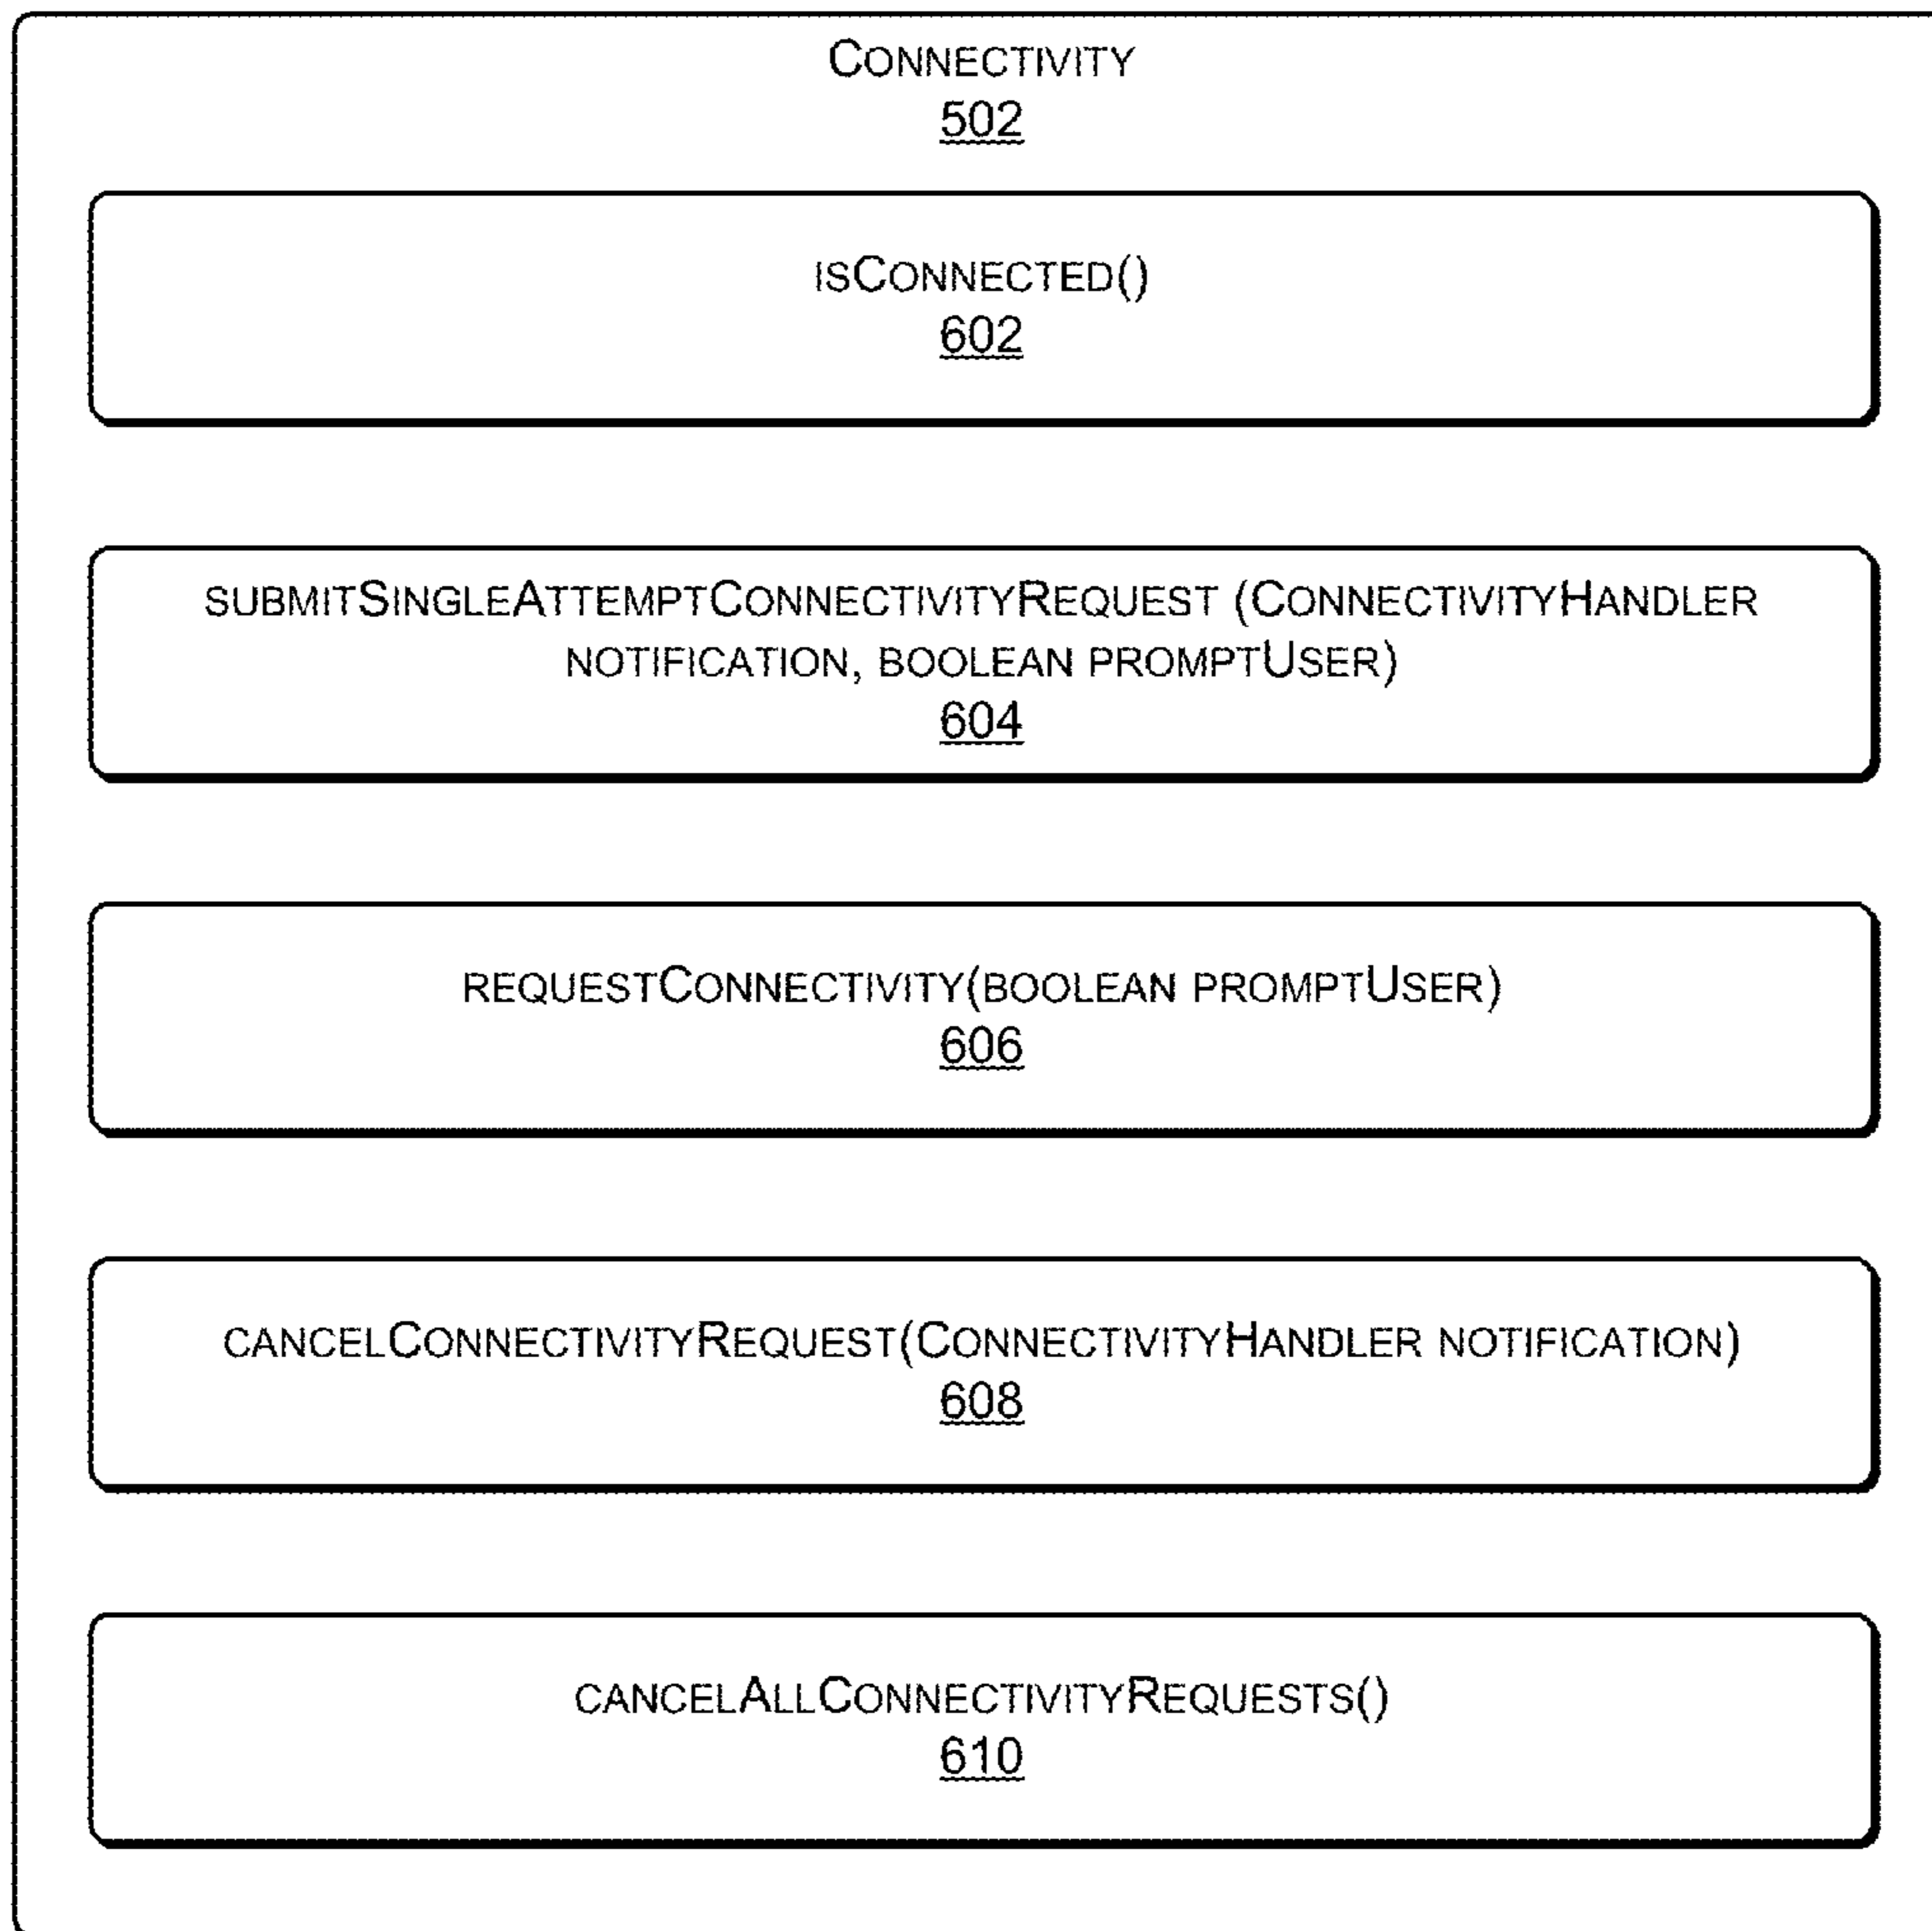 CONNECTIVITY
502
ISCONNECTED()
602
SUBMITSINGLEATTEMPTCONNECTIVITYREQUEST (CONNECTIVITYHANDLER
NOTIFICATION, BOOLEAN PROMPTUSER)
604
REQUESTCONNECTIVITY(BOOLEAN PROMPTUSER)
606
CANCELCONNECTIVITYREQUEST(CONNECTIVITYHANDLER NOTIFICATION)
608
CANCELALLCONNECTIVITYREQUESTS()
610